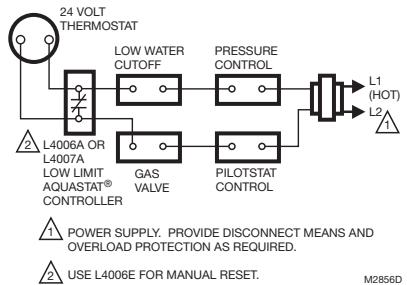 24 VOLT
THERMOSTAT
LOW WATER
CUTOFF
PRESSURE
CONTROL
L1
(HOT)
L2
1
2
L4006A OR
L4007A
LOW LIMIT
AQUASTAT®
CONTROLLER
GAS
VALVE
PILOTSTAT
CONTROL
1 POWER SUPPLY. PROVIDE DISCONNECT MEANS AND
OVERLOAD PROTECTION AS REQUIRED.
2 USE L4006E FOR MANUAL RESET.
M2856D